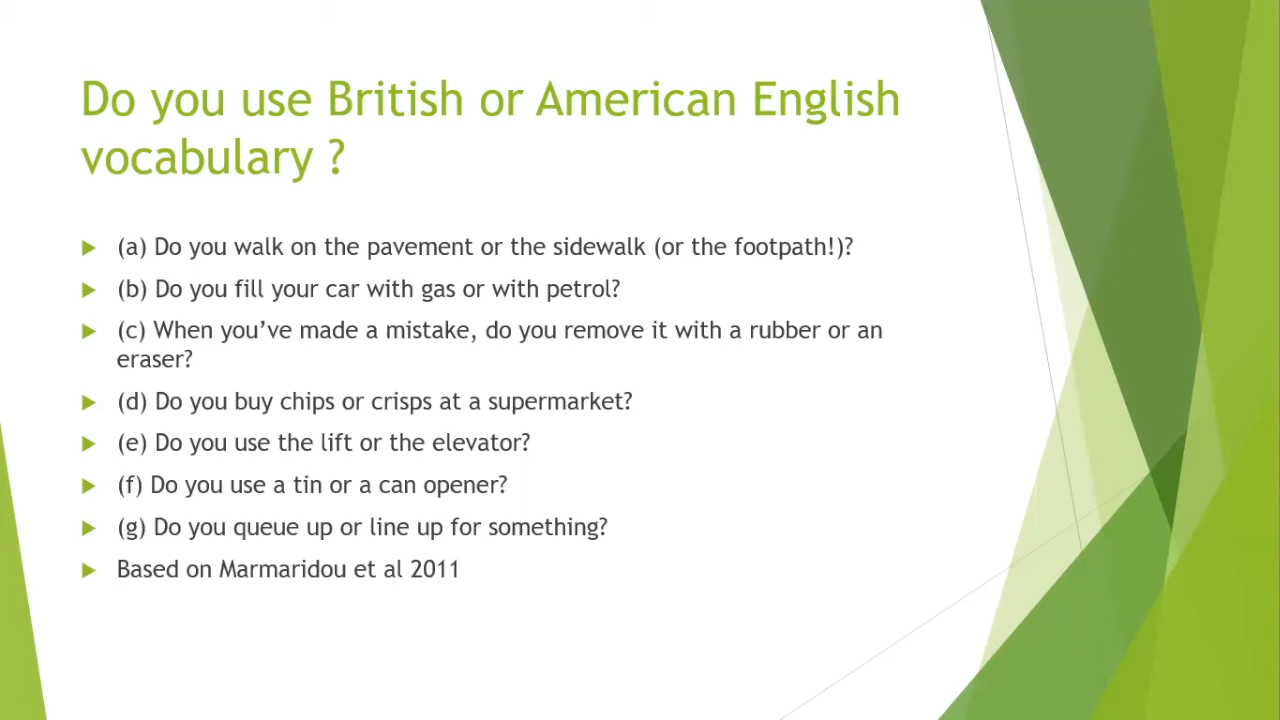 Do you use British or American English
vocabulary ?
(a) Do you walk on the pavement or the sidewalk (or the footpath!)?
(b) Do you fill your car with gas or with petrol?
(c) When you’ve made a mistake, do you remove it with a rubber or an
eraser?
(d) Do you buy chips or crisps at a supermarket?
(e) Do you use the lift or the elevator?
(f) Do you use a tin or a can opener?
(g) Do you queue up or line up for something?
Based on Marmaridou et al 2011